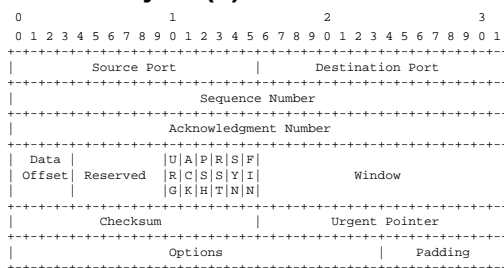 0 1 2 3
0 1 2 3 4 5 6 7 8 9 0 1 2 3 4 5 6 7 8 9 0 1 2 3 4 5 6 7 8 9 0 1
+-+-+-+-+-+-+-+-+-+-+-+-+-+-+-+-+-+-+-+-+-+-+-+-+-+-+-+-+-+-+-+-
| Source Port | Destination Port
+-+-+-+-+-+-+-+-+-+-+-+-+-+-+-+-+-+-+-+-+-+-+-+-+-+-+-+-+-+-+-+-
| Sequence Number
+-+-+-+-+-+-+-+-+-+-+-+-+-+-+-+-+-+-+-+-+-+-+-+-+-+-+-+-+-+-+-+-
| Acknowledgment Number
+-+-+-+-+-+-+-+-+-+-+-+-+-+-+-+-+-+-+-+-+-+-+-+-+-+-+-+-+-+-+-+-
| Data | |U|A|P|R|S|F|
| Offset| Reserved |R|C|S|S|Y|I| Window
| | |G|K|H|T|N|N|
+-+-+-+-+-+-+-+-+-+-+-+-+-+-+-+-+-+-+-+-+-+-+-+-+-+-+-+-+-+-+-+-
| Checksum | Urgent Pointer
+-+-+-+-+-+-+-+-+-+-+-+-+-+-+-+-+-+-+-+-+-+-+-+-+-+-+-+-+-+-+-+-
| Options | Padding
+-+-+-+-+-+-+-+-+-+-+-+-+-+-+-+-+-+-+-+-+-+-+-+-+-+-+-+-+-+-+-+-